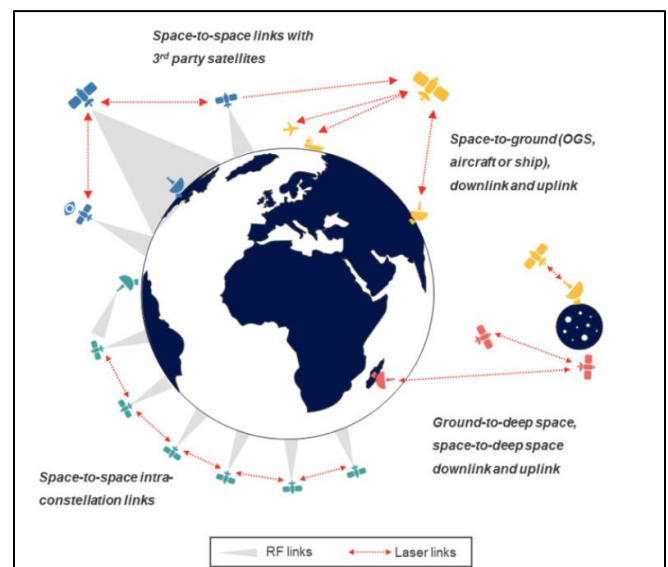 Space-to-space links with
3rd party satellites
Space-to-ground (OGS,
aircraft or ship),
downlink and uplink
Ground-to-deep space,
space-to-deep space
downlink and uplink
Space-to-space intra-
constellation links
RF links
Laser links